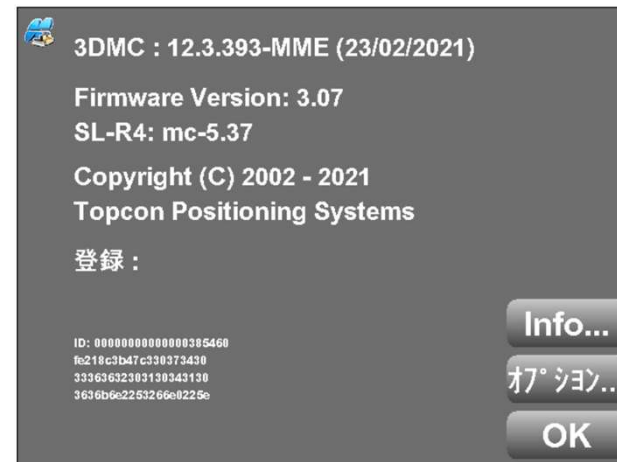 3DMC : 12.3.393-MME (23/02/2021)
Firmware Version: 3.07
SL-R4: mc-5.37
Copyright (C) 2002 - 2021
Topcon Positioning Systems
登録 :
ID: 00000000000000385460
fe218c3b47c330373430
33363632303130343130
3636b6e2253266e0225e
Info...
ｵﾌﾟｼｮﾝ..
OK